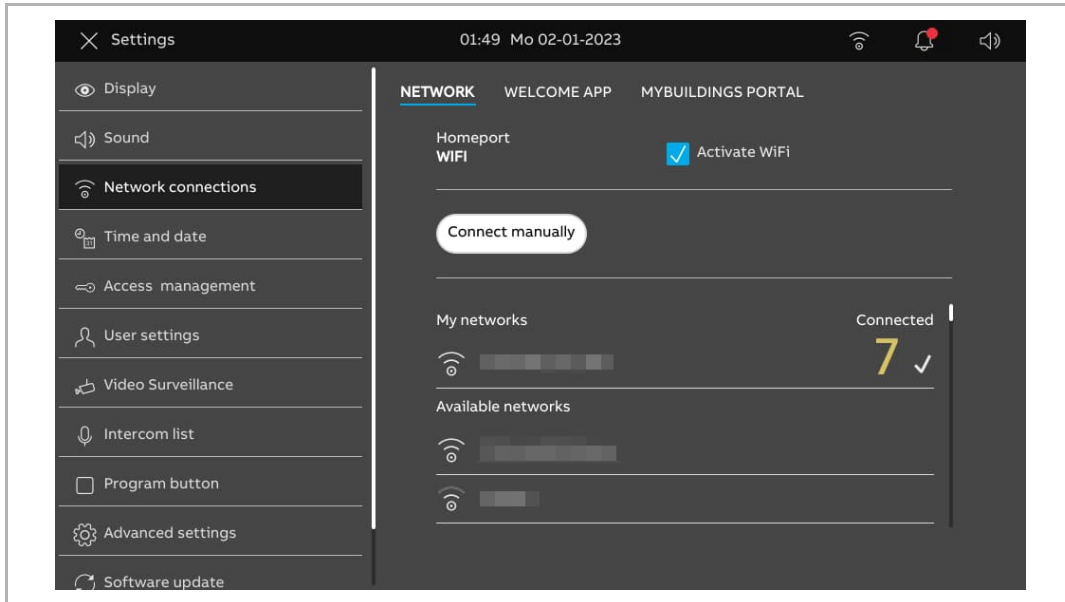 Settings
01:49 Mo 02-01-2023
Display
Sound
Network connections
31
Time and date
Access management
User settings
Video Surveillance
Intercom list
Program button
Advanced settings
Software update
NETWORK WELCOME APP MYBUILDINGS PORTAL
Homeport
WIFI
Activate WiFi
Connect manually
My networks
Connected
7
Available networks